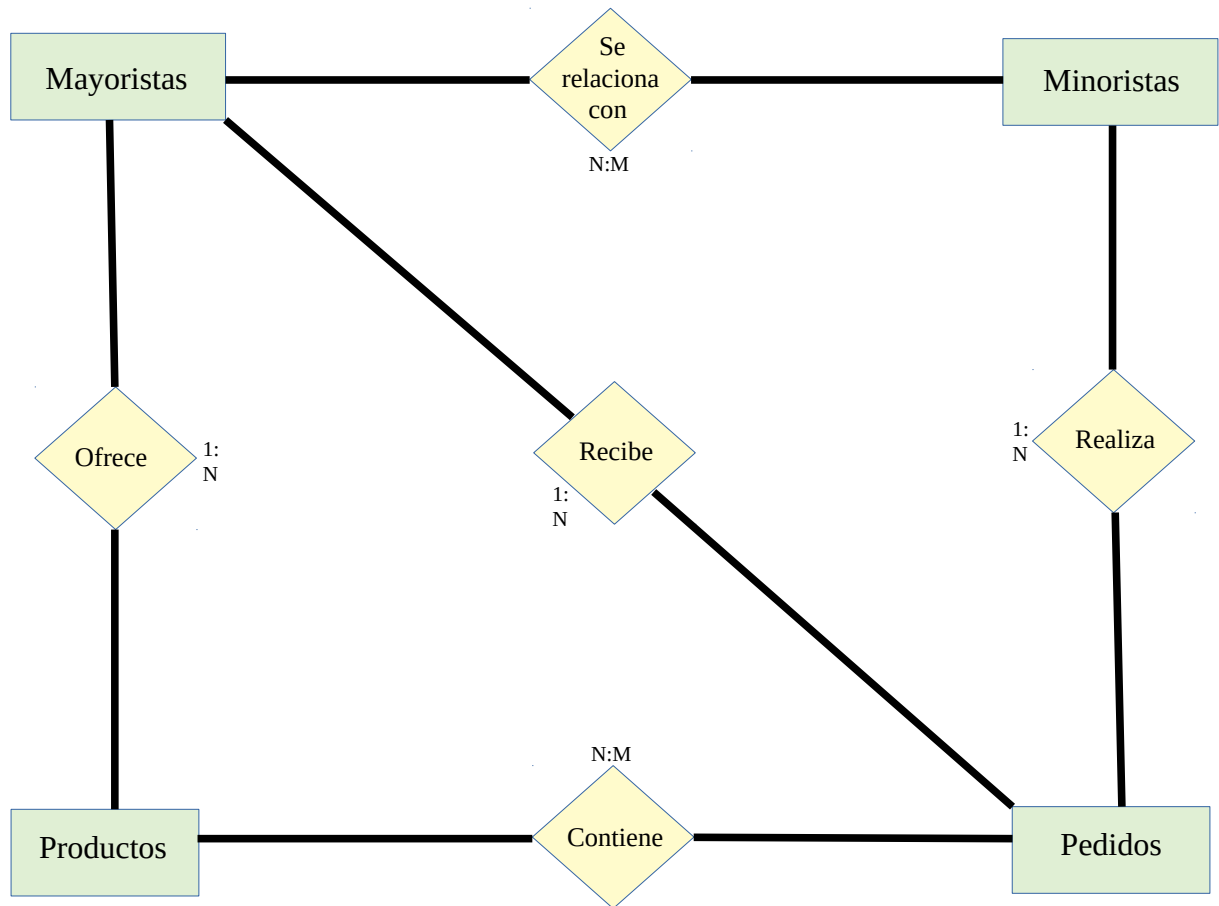 Se
relaciona
con
Mayoristas
Minoristas
N:M
Ofrece
1:
N
Recibe
1:
N
1:
N
Realiza
N:M
Productos
Contiene
Pedidos